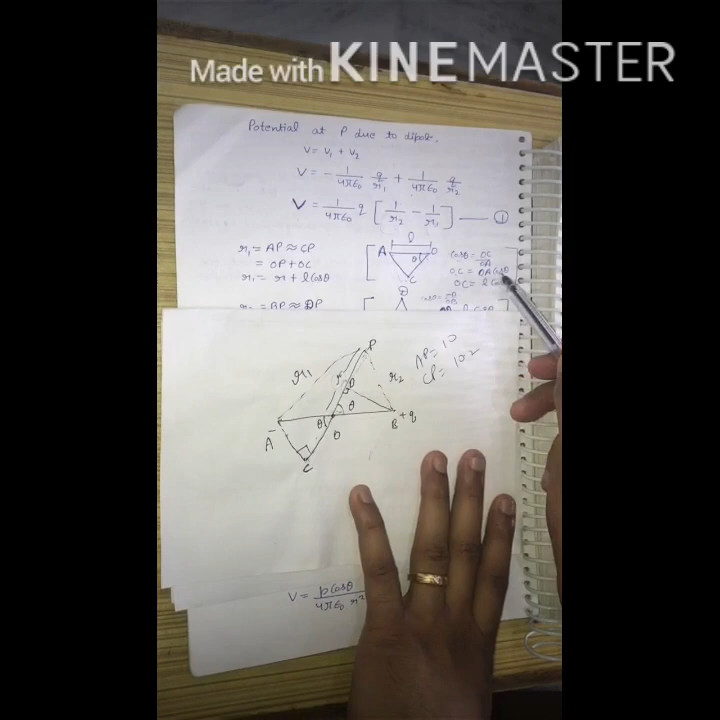 Made with KINEMASTER
Potential at P due to dipole.
V = V₁ + V₂
V = - 1/4πε₀ q/r₁ + 1/4πε₀ q/r₂
V = 1/4πε₀ q [1/r₂ - 1/r₁] — ①
l
A O
θ
C
r₁ = AP ≈ CP
= OP + OC
r₁ = r + l cosθ
cosθ = OC/OA
OC = OA cosθ
OC = l
BP ≈ DP
D
P
r₁
r
r₂
D
θ
θ
A
-
O
B +q
C
AP = 10
CP = 10.2
V = p cosθ/4πε₀ r²